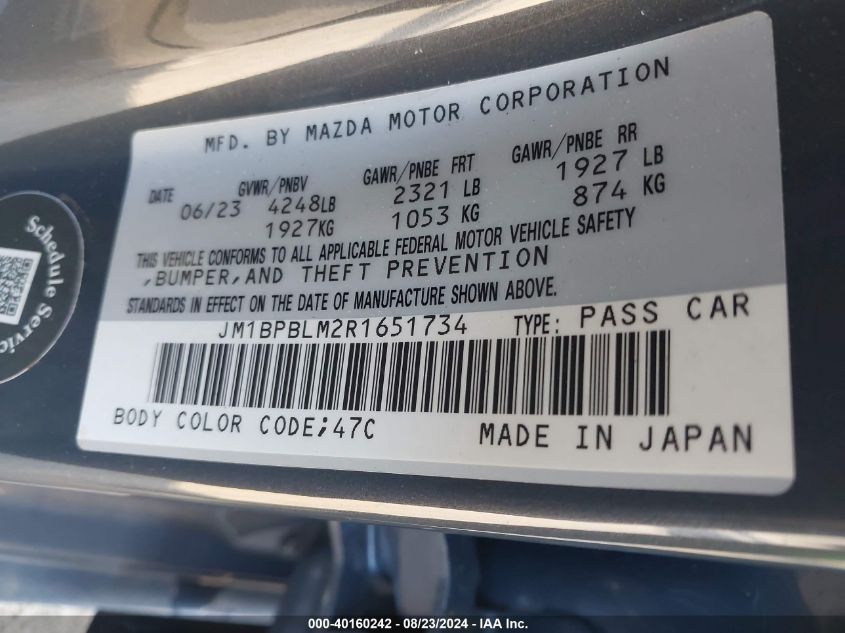 MFD. BY MAZDA MOTOR CORPORATION
DATE GVWR/PNBV GAWR/PNBE FRT GAWR/PNBE RR
06/23 4248LB 2321 LB 1927 LB
1927KG 1053 KG 874 KG
THIS VEHICLE CONFORMS TO ALL APPLICABLE FEDERAL MOTOR VEHICLE SAFETY
,BUMPER,AND THEFT PREVENTION
STANDARDS IN EFFECT ON THE DATE OF MANUFACTURE SHOWN ABOVE.
JM1BPBLM2R1651734 TYPE: PASS CAR
BODY COLOR CODE;47C MADE IN JAPAN
Schedule Service
000-40160242 - 08/23/2024 - IAA Inc.